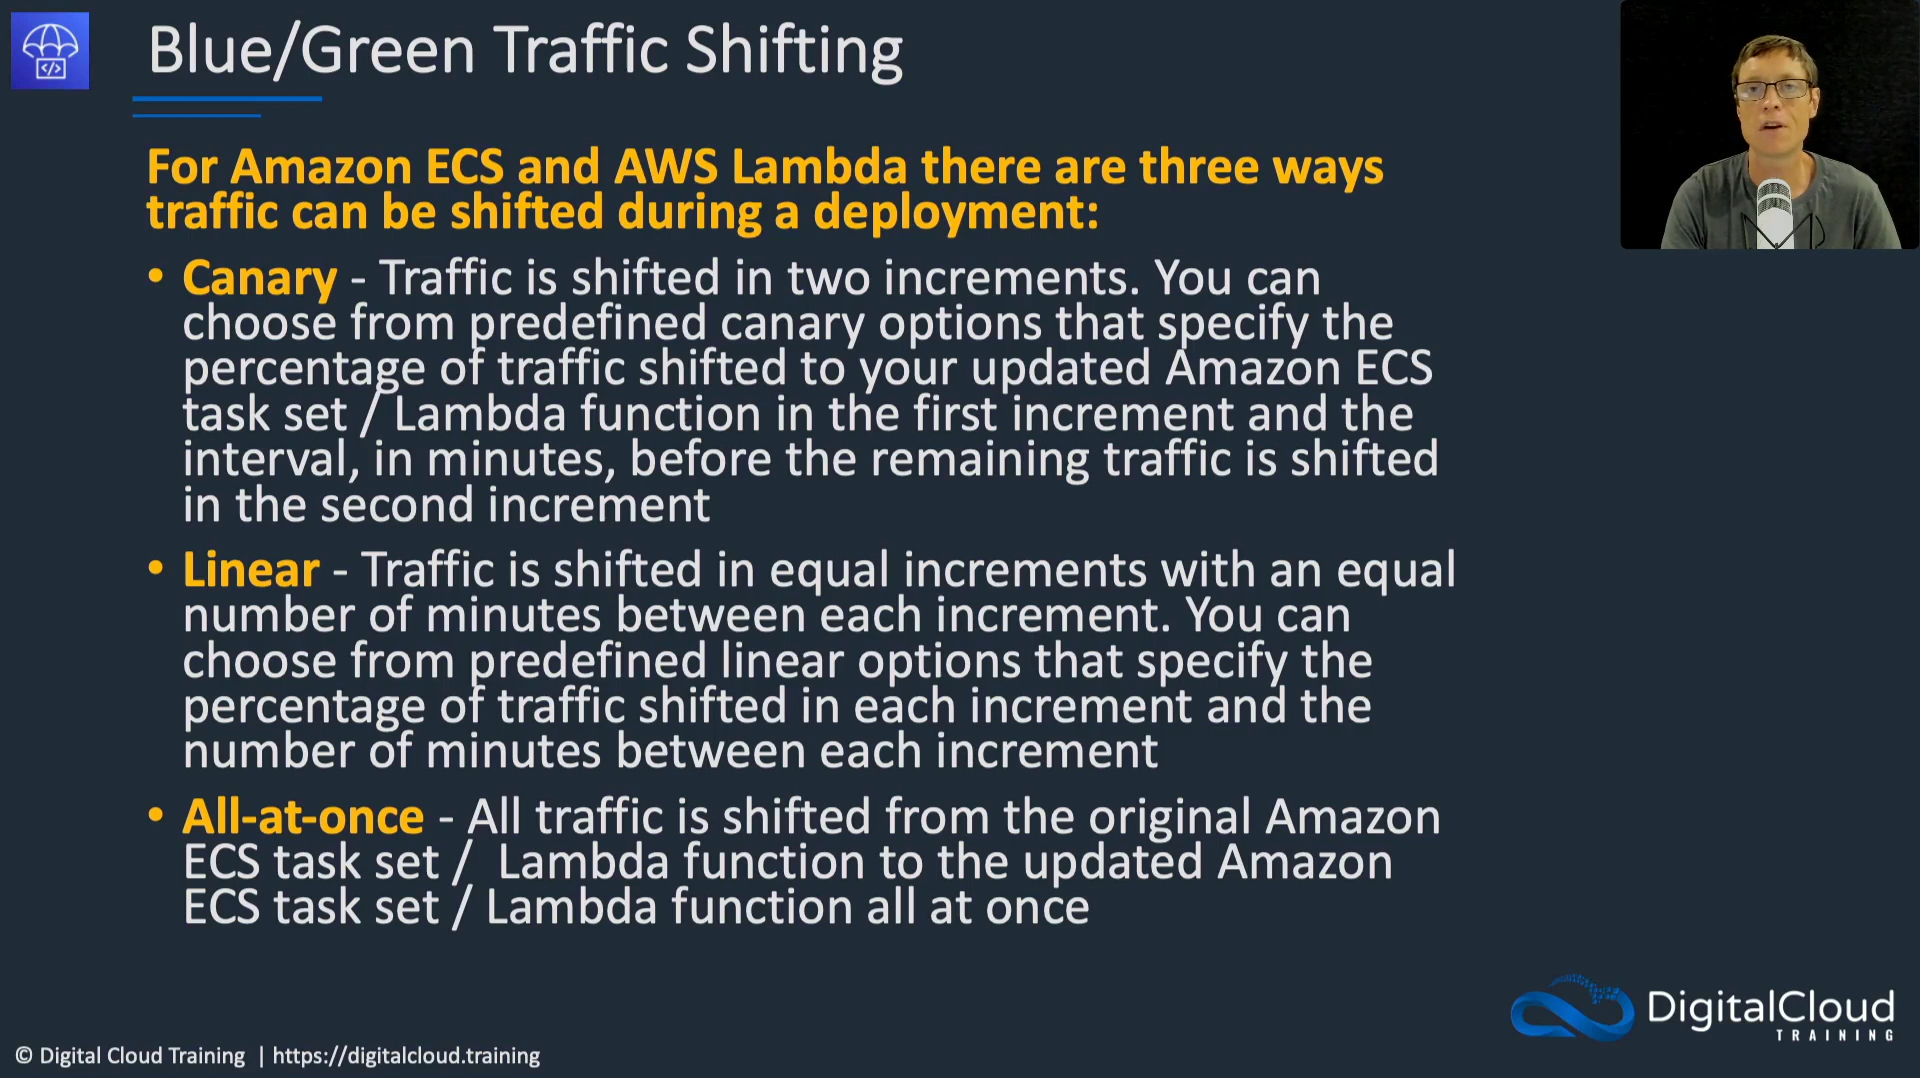 </>
Blue/Green Traffic Shifting
For Amazon ECS and AWS Lambda there are three ways
traffic can be shifted during a deployment:
• Canary - Traffic is shifted in two increments. You can
choose from predefined canary options that specify the
percentage of traffic shifted to your updated Amazon ECS
task set / Lambda function in the first increment and the
interval, in minutes, before the remaining traffic is shifted
in the second increment
• Linear - Traffic is shifted in equal increments with an equal
number of minutes between each increment. You can
choose from predefined linear options that specify the
percentage of traffic shifted in each increment and the
number of minutes between each increment
• All-at-once - All traffic is shifted from the original Amazon
ECS task set /  Lambda function to the updated Amazon
ECS task set / Lambda function all at once
DigitalCloud
TRAINING
© Digital Cloud Training | https://digitalcloud.training